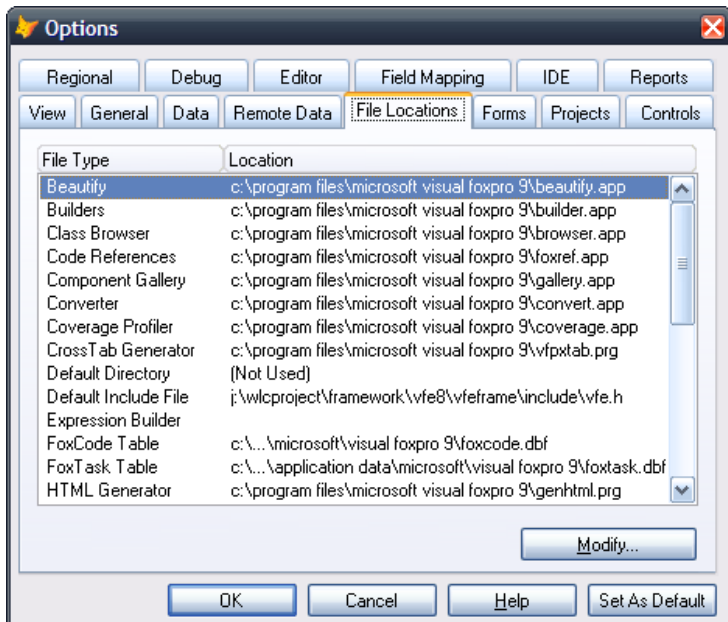 Options
Regional Debug Editor Field Mapping IDE Reports
View General Data Remote Data File Locations Forms Projects Controls
File Type Location
Beautify c:\program files\microsoft visual foxpro 9\beautify.app
Builders c:\program files\microsoft visual foxpro 9\builder.app
Class Browser c:\program files\microsoft visual foxpro 9\browser.app
Code References c:\program files\microsoft visual foxpro 9\foxref.app
Component Gallery c:\program files\microsoft visual foxpro 9\gallery.app
Converter c:\program files\microsoft visual foxpro 9\convert.app
Coverage Profiler c:\program files\microsoft visual foxpro 9\coverage.app
CrossTab Generator c:\program files\microsoft visual foxpro 9\vfpxtab.prg
Default Directory (Not Used)
Default Include File j:\wlcproject\framework\vfe8\vfeframe\include\vfe.h
Expression Builder
FoxCode Table c:\...\microsoft\visual foxpro 9\foxcode.dbf
FoxTask Table c:\...\application data\microsoft\visual foxpro 9\foxtask.dbf
HTML Generator c:\program files\microsoft visual foxpro 9\genhtml.prg
Modify...
OK Cancel Help Set As Default